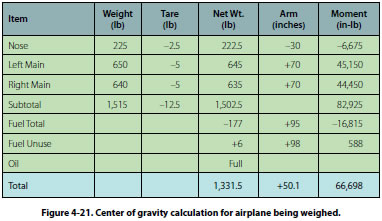 Item Weight (lb) Tare (lb) Net Wt. (lb) Arm (inches) Moment (in-lb)
Nose 225 –2.5 222.5 –30 –6,675
Left Main 650 –5 645 +70 45,150
Right Main 640 –5 635 +70 44,450
Subtotal 1,515 –12.5 1,502.5 82,925
Fuel Total –177 +95 –16,815
Fuel Unuse +6 +98 588
Oil Full
Total 1,331.5 +50.1 66,698
Figure 4-21. Center of gravity calculation for airplane being weighed.